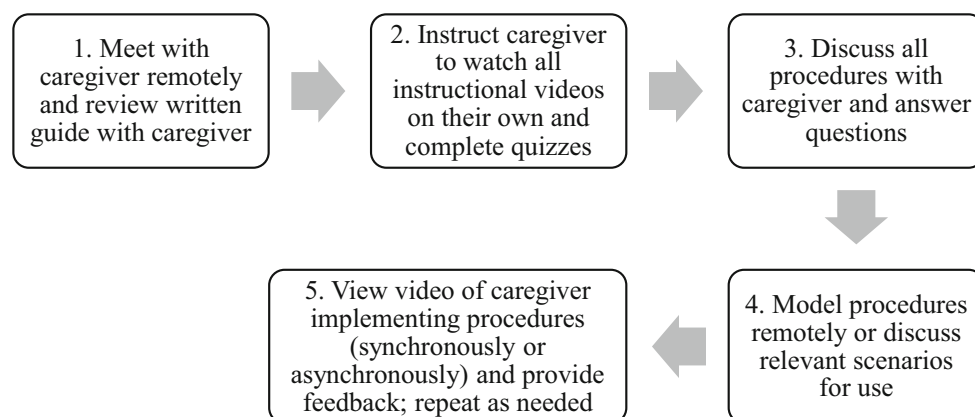 1. Meet with
caregiver remotely
and review written
guide with caregiver
2. Instruct caregiver
to watch all
instructional videos
on their own and
complete quizzes
3. Discuss all
procedures with
caregiver and answer
questions
4. Model procedures
remotely or discuss
relevant scenarios
for use
5. View video of caregiver
implementing procedures
(synchronously or
asynchronously) and provide
feedback; repeat as needed